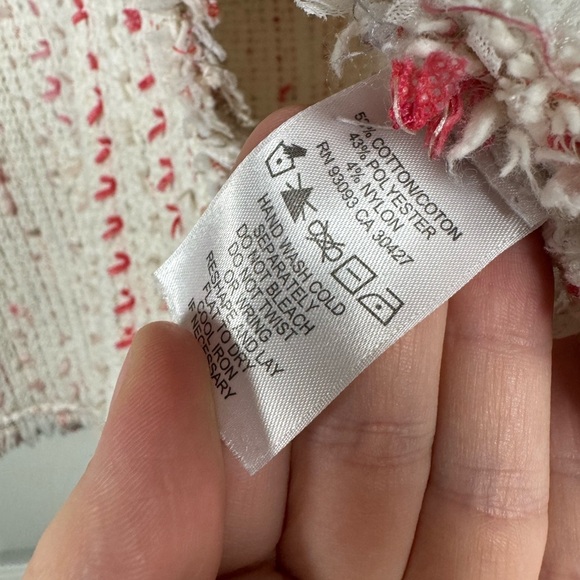 COTTON/COTON
43% POLYESTER
4% NYLON
RN 93093 CA 30427
HAND WASH COLD
SEPARATELY
DO NOT BLEACH
DO NOT TWIST
OR WRING
RESHAPE AND LAY
FLAT TO DRY
COOL IRON
IF NECESSARY